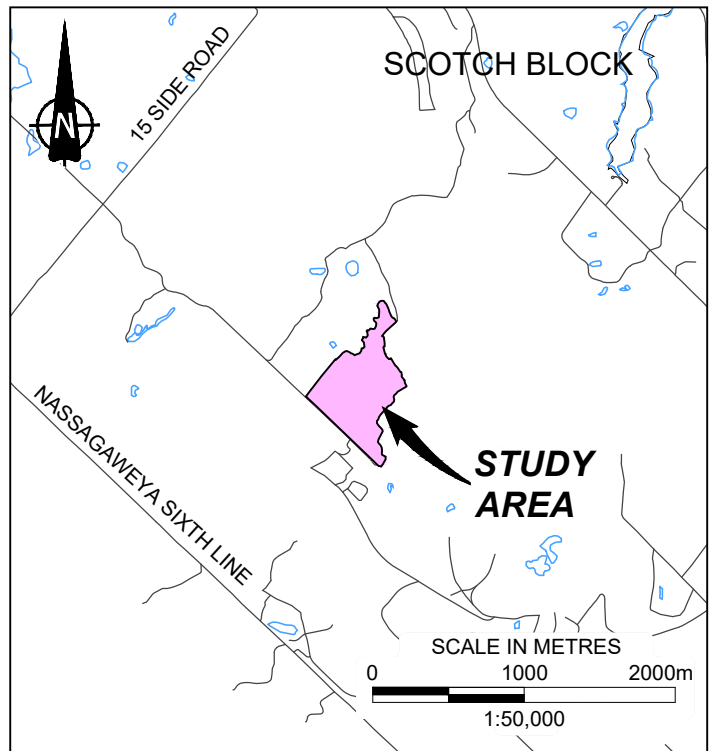 SCOTCH BLOCK
15 SIDE ROAD
N
NASSAGAWEYA SIXTH LINE
STUDY
AREA
SCALE IN METRES
0 1000 2000m
1:50,000